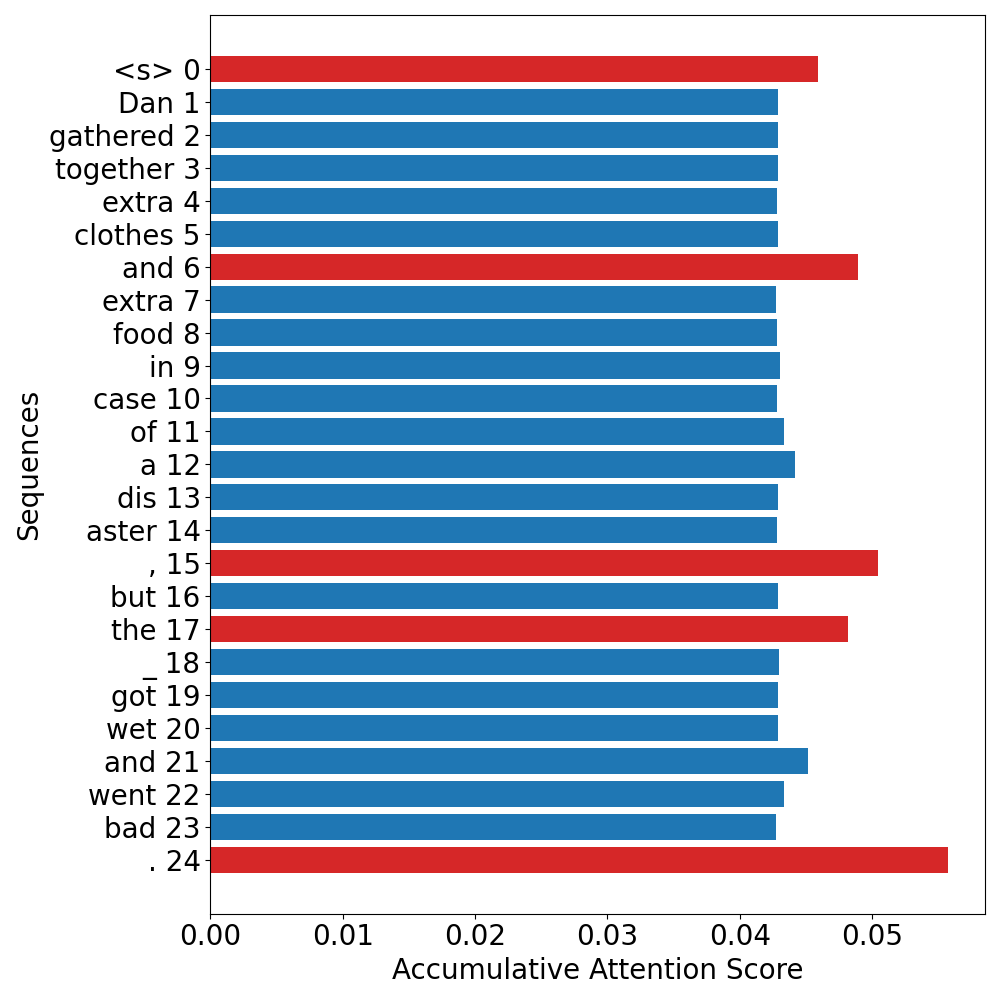 <s> 0
Dan 1
gathered 2
together 3
extra 4
clothes 5
and 6
extra 7
food 8
in 9
case 10
of 11
a 12
dis 13
aster 14
, 15
but 16
the 17
_ 18
got 19
wet 20
and 21
went 22
bad 23
. 24
Sequences
0.00 0.01 0.02 0.03 0.04 0.05
Accumulative Attention Score